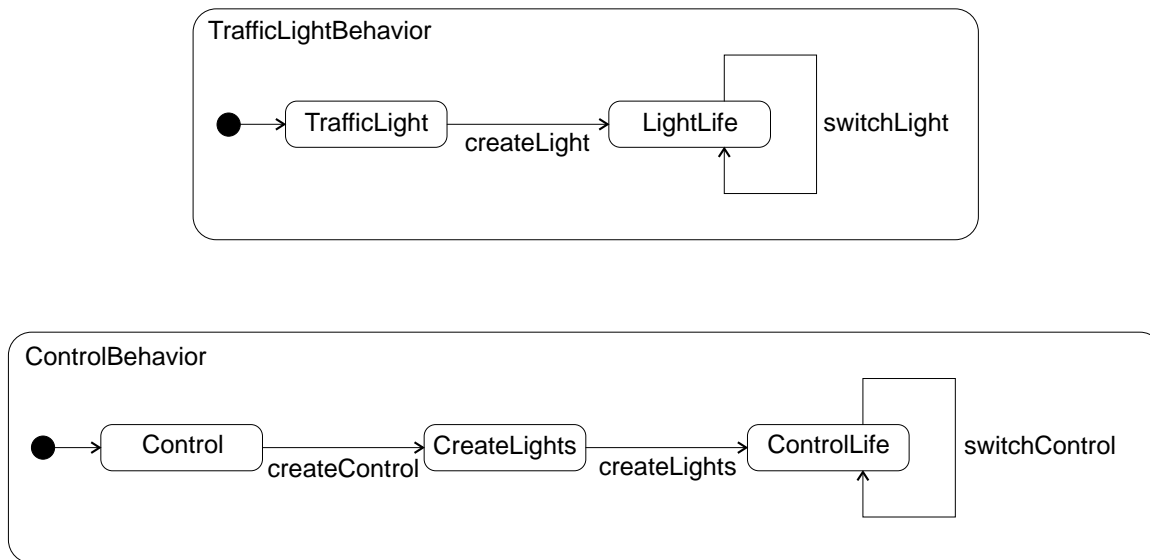 TrafficLightBehavior
TrafficLight
createLight
LightLife
switchLight
ControlBehavior
Control
createControl
CreateLights
createLights
ControlLife
switchControl